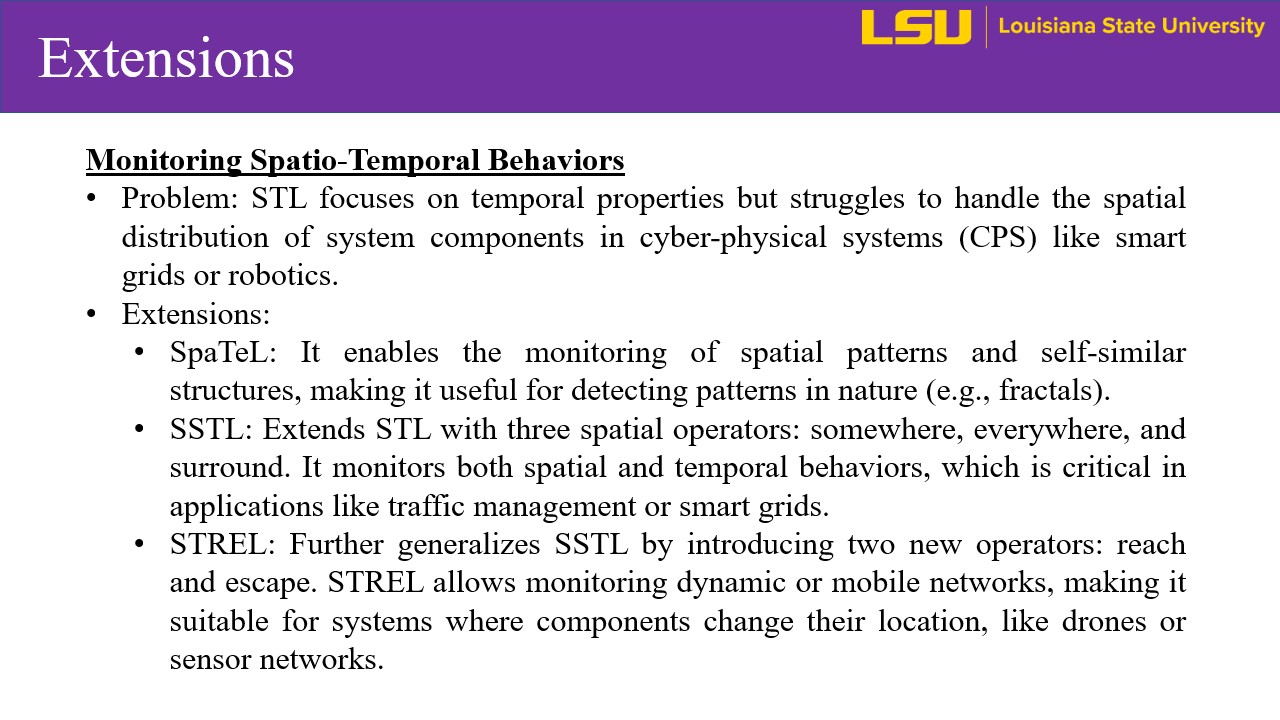 LSU Louisiana State University
Extensions
Monitoring Spatio-Temporal Behaviors
• Problem: STL focuses on temporal properties but struggles to handle the spatial
distribution of system components in cyber-physical systems (CPS) like smart
grids or robotics.
• Extensions:
• SpaTeL: It enables the monitoring of spatial patterns and self-similar
structures, making it useful for detecting patterns in nature (e.g., fractals).
• SSTL: Extends STL with three spatial operators: somewhere, everywhere, and
surround. It monitors both spatial and temporal behaviors, which is critical in
applications like traffic management or smart grids.
• STREL: Further generalizes SSTL by introducing two new operators: reach
and escape. STREL allows monitoring dynamic or mobile networks, making it
suitable for systems where components change their location, like drones or
sensor networks.